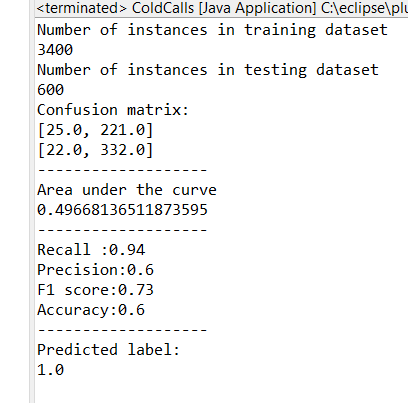 <terminated> ColdCalls [Java Application] C:\eclipse\plu
Number of instances in training dataset
3400
Number of instances in testing dataset
600
Confusion matrix:
[25.0, 221.0]
[22.0, 332.0]
-------------------
Area under the curve
0.49668136511873595
-------------------
Recall :0.94
Precision:0.6
F1 score:0.73
Accuracy:0.6
-------------------
Predicted label:
1.0